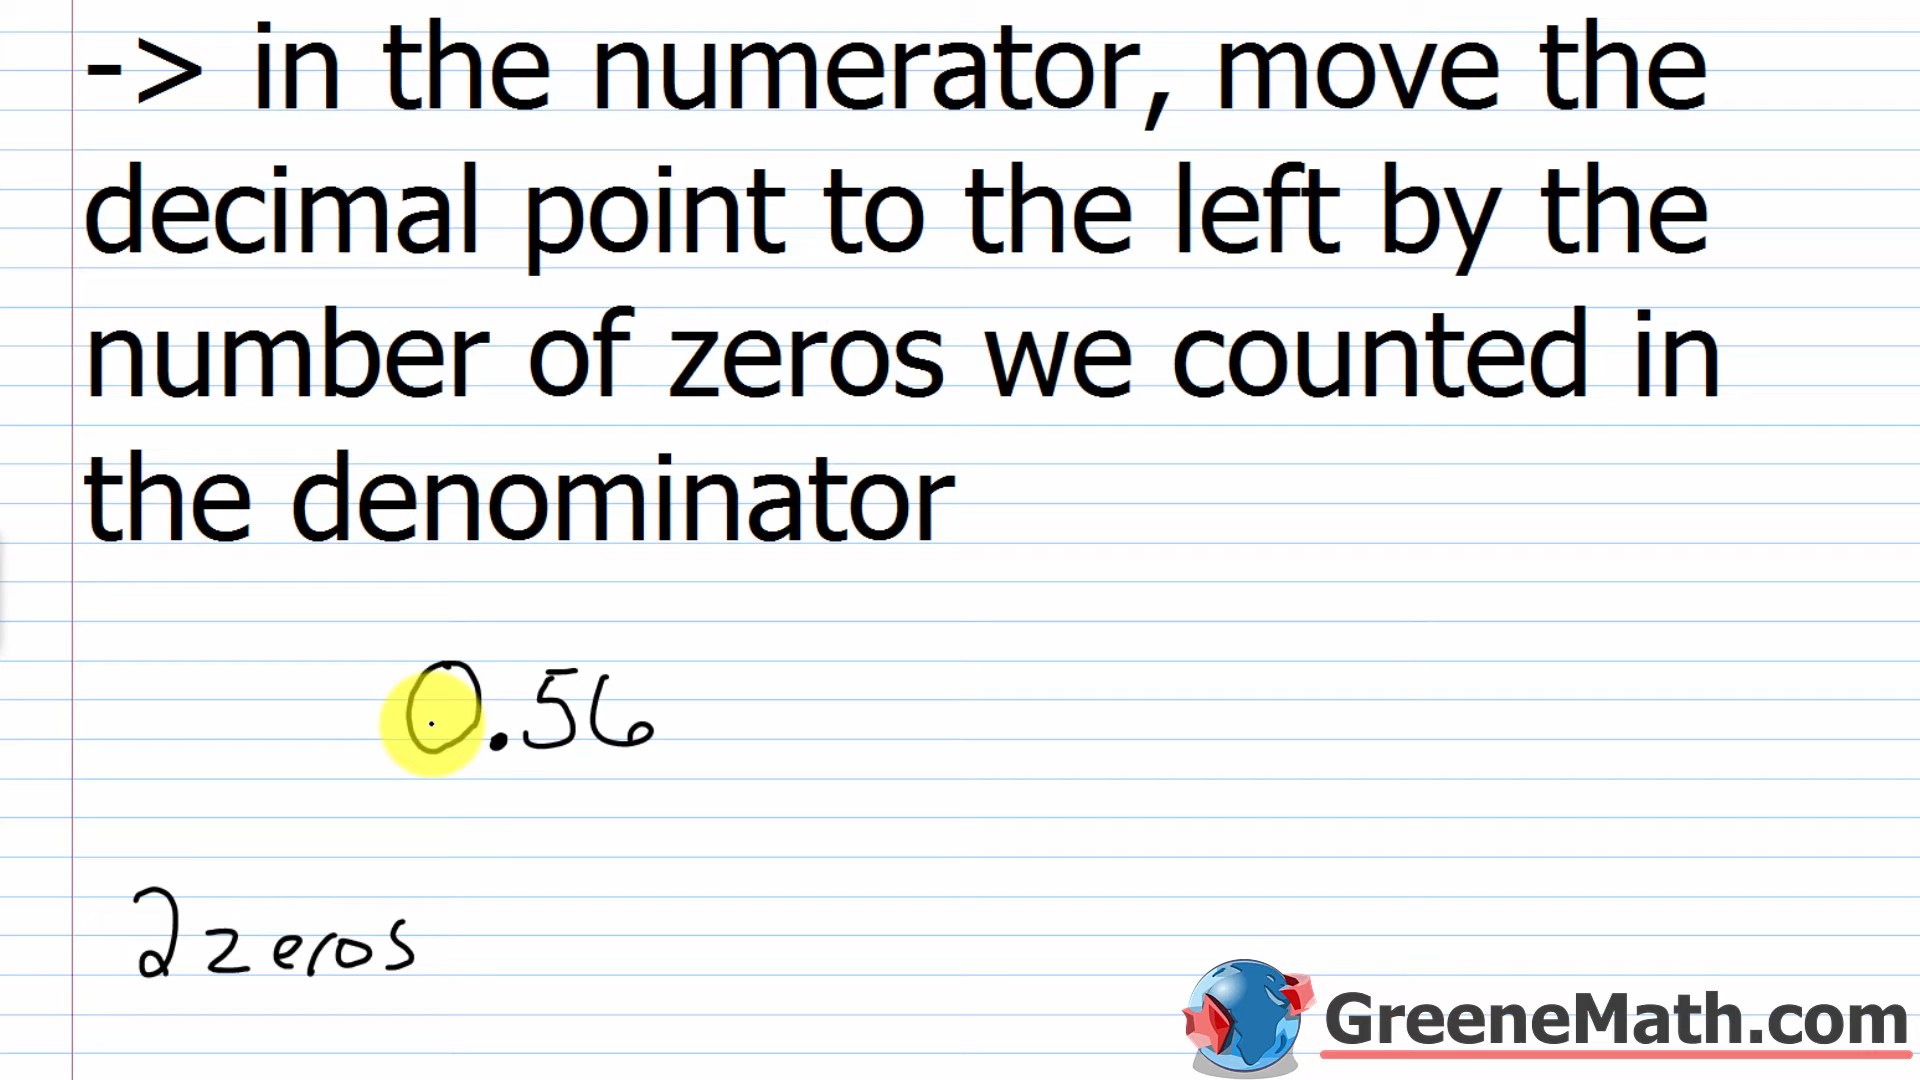 -> in the numerator, move the
decimal point to the left by the
number of zeros we counted in
the denominator
0.56
2 zeros
GreeneMath.com